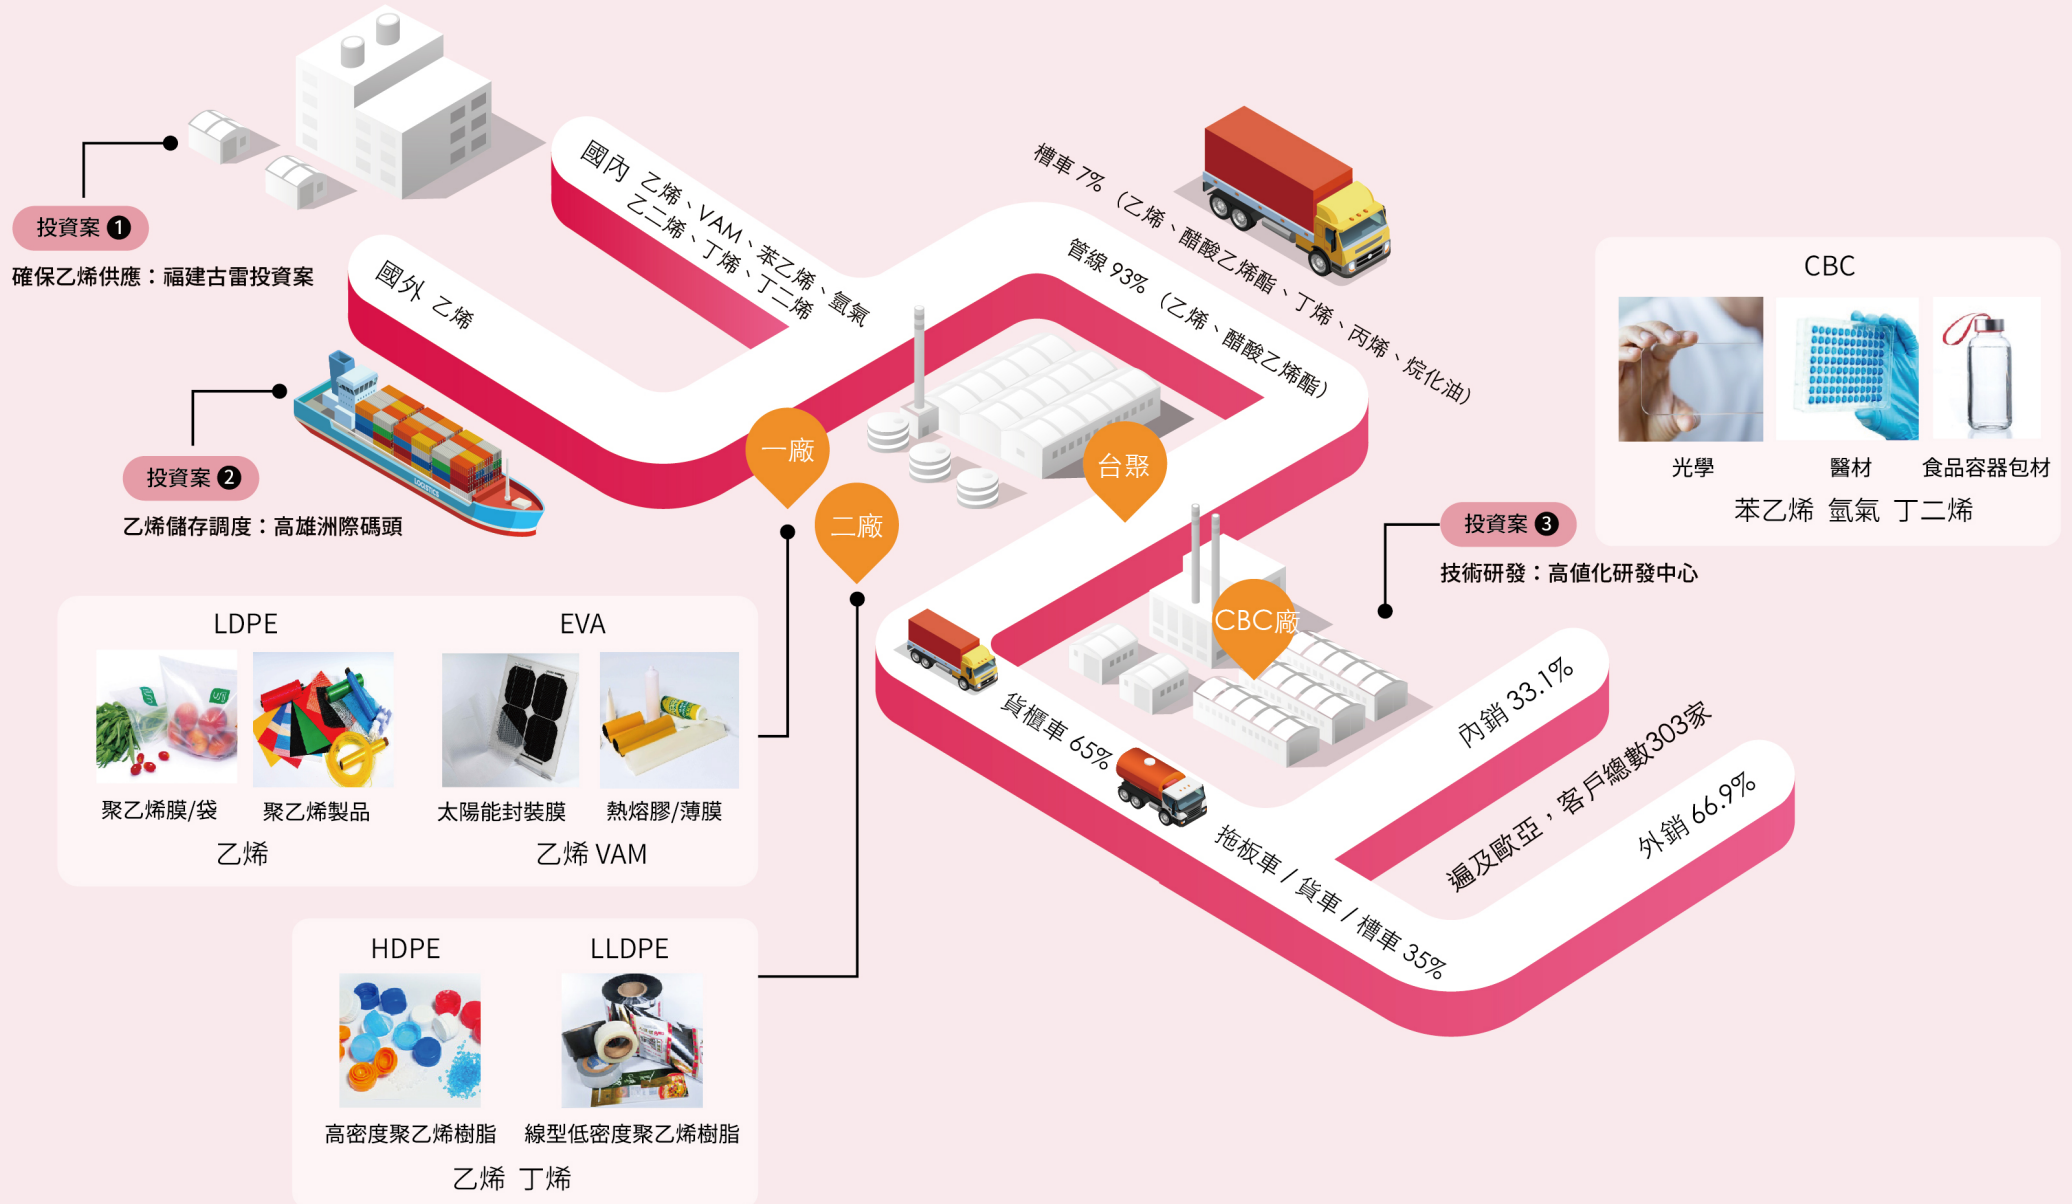 投資案 1
確保乙烯供應：福建古雷投資案
國內 乙烯、VAM、苯乙烯、氫氣
乙二烯、丁烯、丁二烯
國外 乙烯
LOGISTICS
投資案 2
乙烯儲存調度：高雄洲際碼頭
槽車 7%（乙烯、醋酸乙烯酯、丁烯、丙烯、烷化油）
管線 93%（乙烯、醋酸乙烯酯）
一廠
二廠
台聚
CBC廠
投資案 3
技術研發：高值化研發中心
CBC
光學
醫材
食品容器包材
苯乙烯 氫氣 丁二烯
LDPE
EVA
聚乙烯膜/袋
聚乙烯製品
太陽能封裝膜
熱熔膠/薄膜
乙烯
乙烯 VAM
HDPE
LLDPE
高密度聚乙烯樹脂
線型低密度聚乙烯樹脂
乙烯 丁烯
貨櫃車 65%
拖板車 / 貨車 / 槽車 35%
內銷 33.1%
遍及歐亞，客戶總數303家
外銷 66.9%